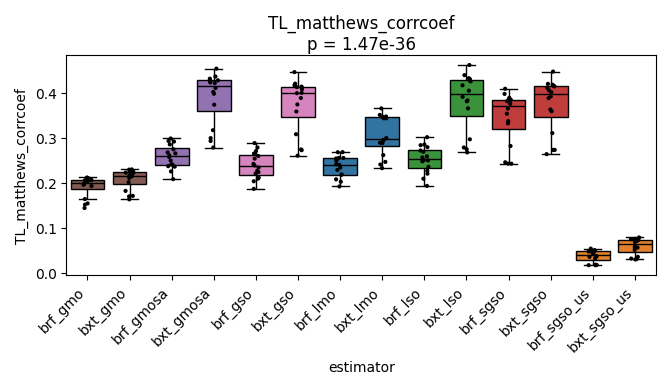 TL_matthews_corrcoef
p = 1.47e-36
TL_matthews_corrcoef
0.4
0.3
0.2
0.1
0.0
brf_gmo
bxt_gmo
brf_gmosa
bxt_gmosa
brf_gso
bxt_gso
brf_lmo
bxt_lmo
brf_lso
bxt_lso
brf_sgso
bxt_sgso
brf_sgso_us
bxt_sgso_us
estimator